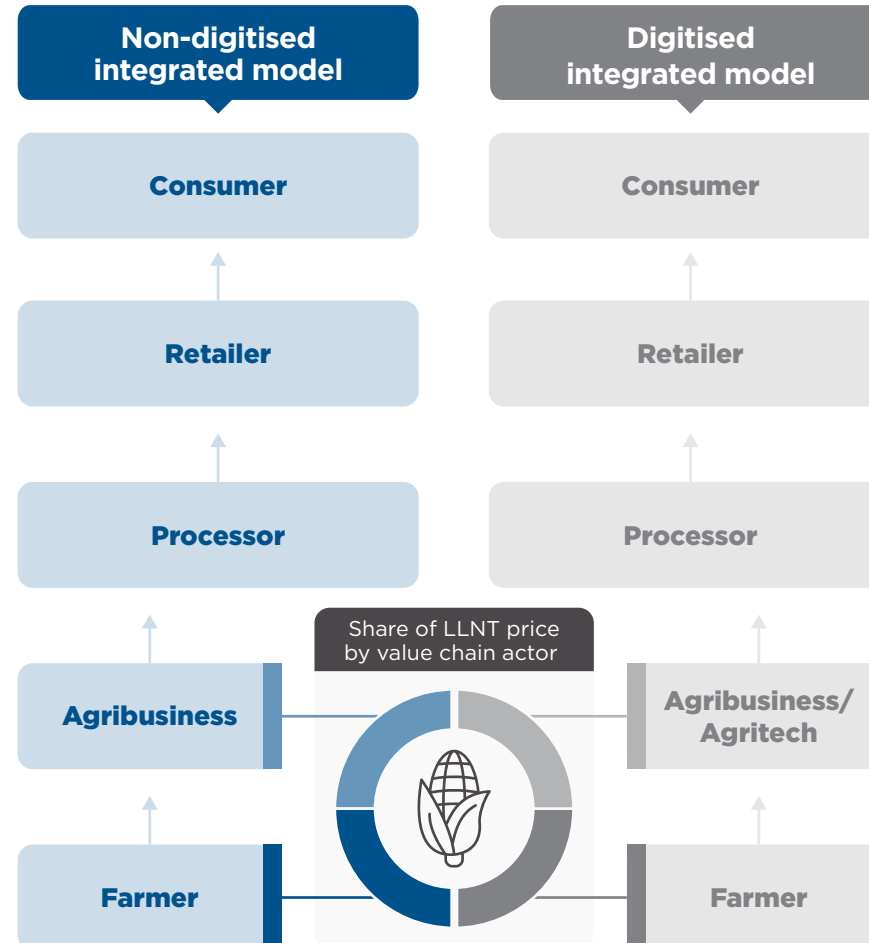 Non-digitised
integrated model
Digitised
integrated model
Consumer
Consumer
Retailer
Retailer
Processor
Processor
Share of LLNT price
by value chain actor
Agribusiness
Agribusiness/
Agritech
Farmer
Farmer